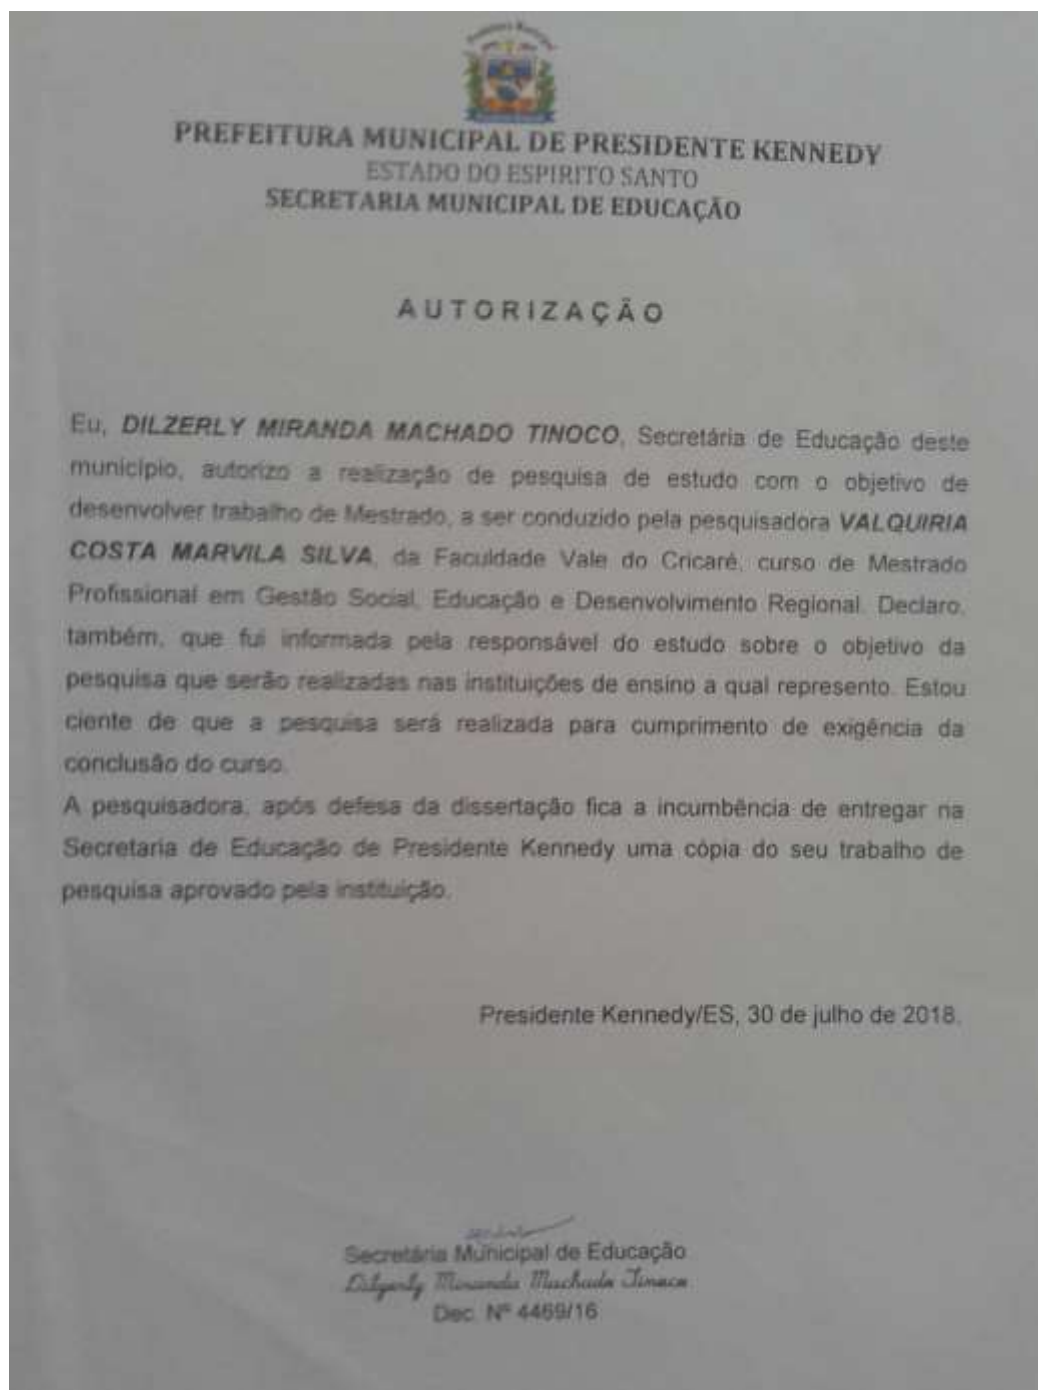 Prefeitura Municipal
PREFEITURA MUNICIPAL DE PRESIDENTE KENNEDY
ESTADO DO ESPIRITO SANTO
SECRETARIA MUNICIPAL DE EDUCAÇÃO
AUTORIZAÇÃO
Eu, DILZERLY MIRANDA MACHADO TINOCO, Secretária de Educação deste
município, autorizo a realização de pesquisa de estudo com o objetivo de
desenvolver trabalho de Mestrado, a ser conduzido pela pesquisadora VALQUIRIA
COSTA MARVILA SILVA, da Faculdade Vale do Cricaré, curso de Mestrado
Profissional em Gestão Social, Educação e Desenvolvimento Regional. Declaro,
também, que fui informada pela responsável do estudo sobre o objetivo da
pesquisa que serão realizadas nas instituições de ensino a qual represento. Estou
ciente de que a pesquisa será realizada para cumprimento de exigência da
conclusão do curso.
A pesquisadora, após defesa da dissertação fica a incumbência de entregar na
Secretaria de Educação de Presidente Kennedy uma cópia do seu trabalho de
pesquisa aprovado pela instituição.
Presidente Kennedy/ES, 30 de julho de 2018.
Secretária Municipal de Educação
Dilzerly Miranda Machado Tinoco
Dec. Nº 4469/16